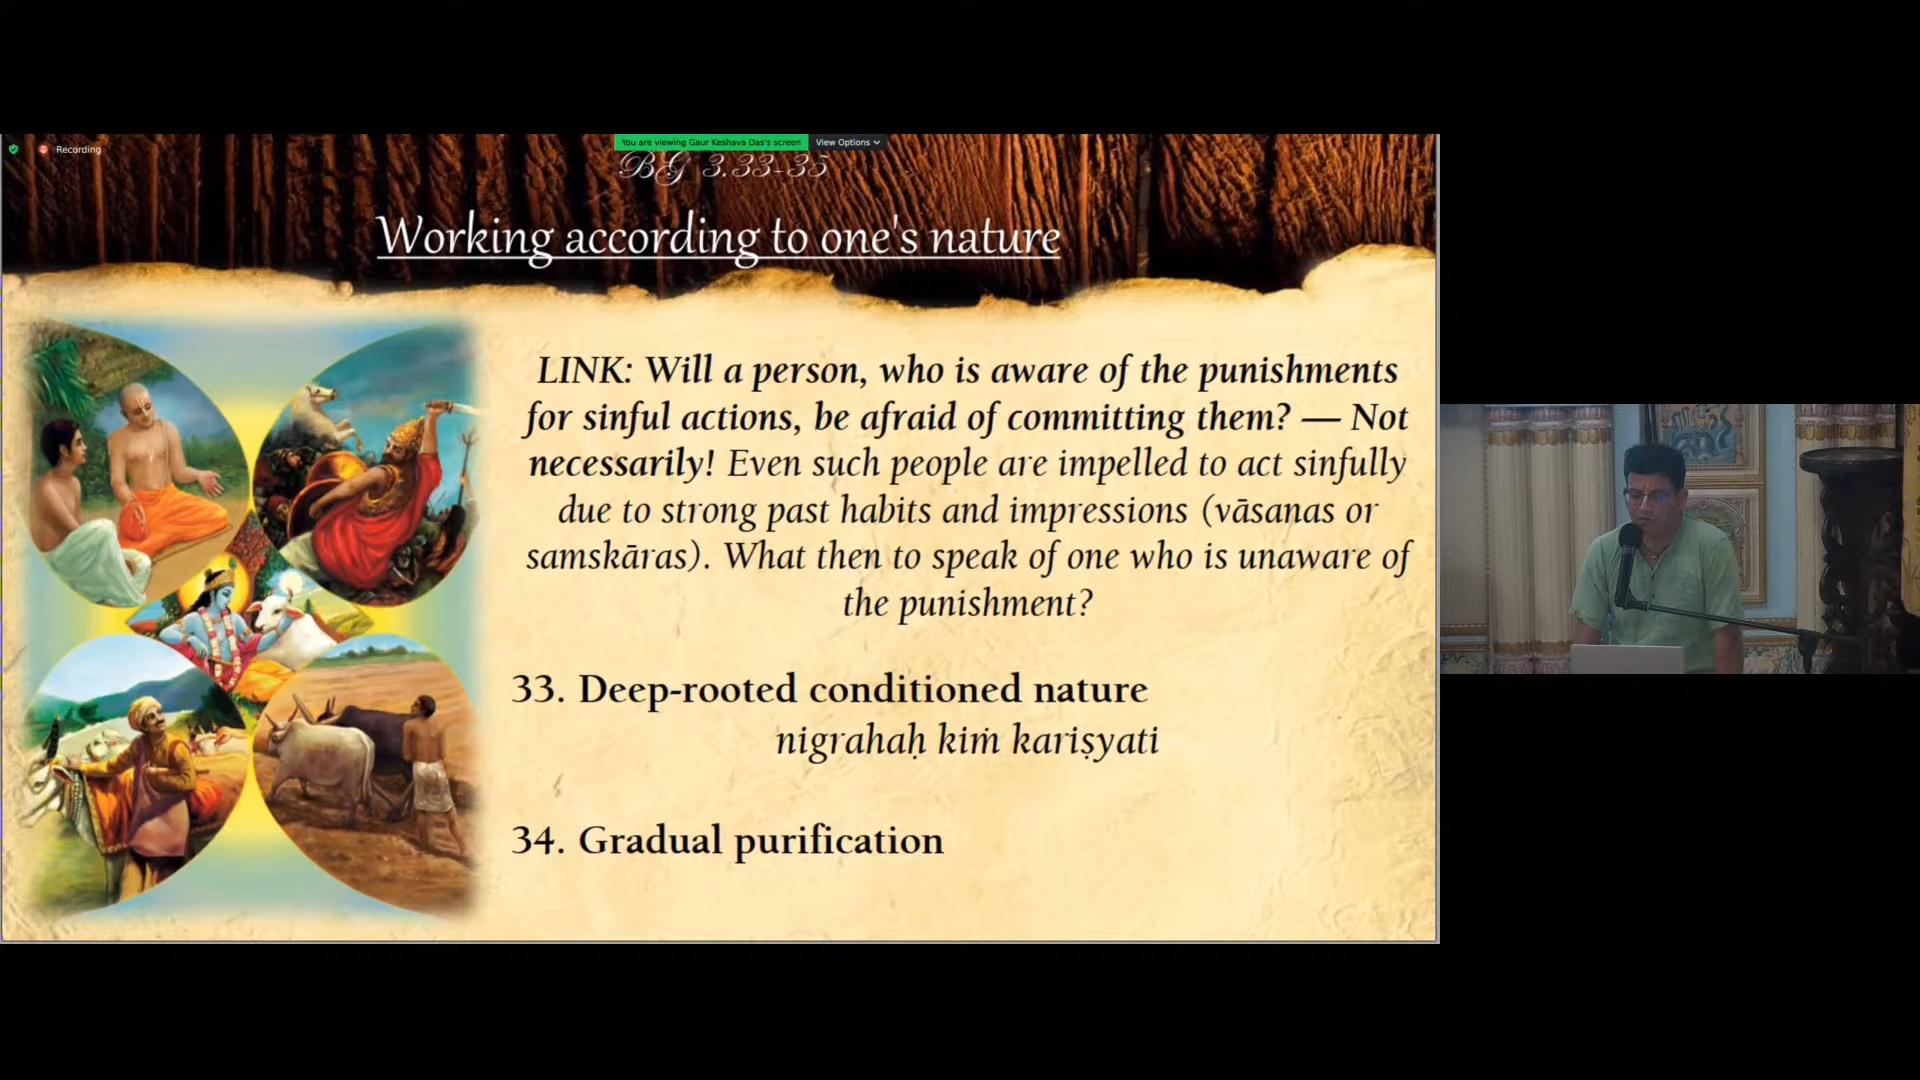 Recording
You are viewing Gaur Keshava Das's screen
View Options
BG 3.33-35
Working according to one's nature
LINK: Will a person, who is aware of the punishments
for sinful actions, be afraid of committing them? — Not
necessarily! Even such people are impelled to act sinfully
due to strong past habits and impressions (vāsanas or
samskāras). What then to speak of one who is unaware of
the punishment?
33. Deep-rooted conditioned nature
nigrahaḥ kiṁ kariṣyati
34. Gradual purification